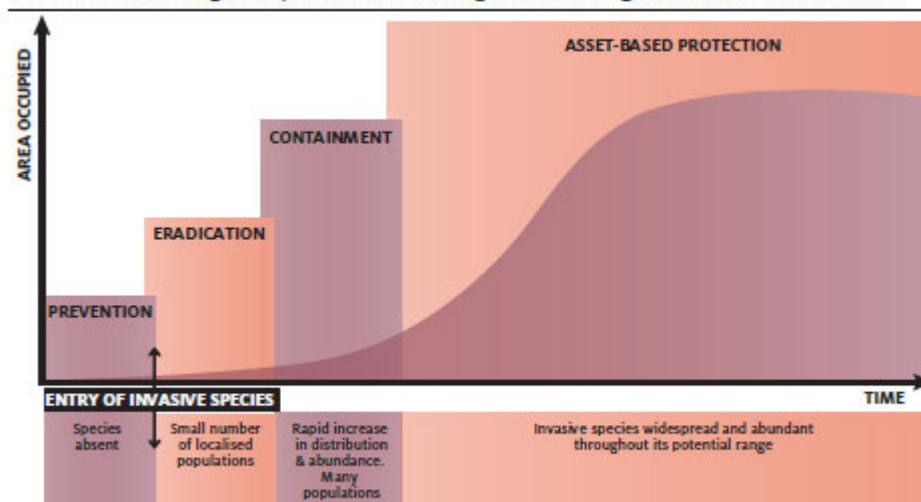 ASSET-BASED PROTECTION
AREA OCCUPIED
CONTAINMENT
ERADICATION
PREVENTION
ENTRY OF INVASIVE SPECIES
TIME
Species
absent
Small number
of localised
populations
Rapid increase
in distribution
& abundance.
Many
populations
Invasive species widespread and abundant
throughout its potential range